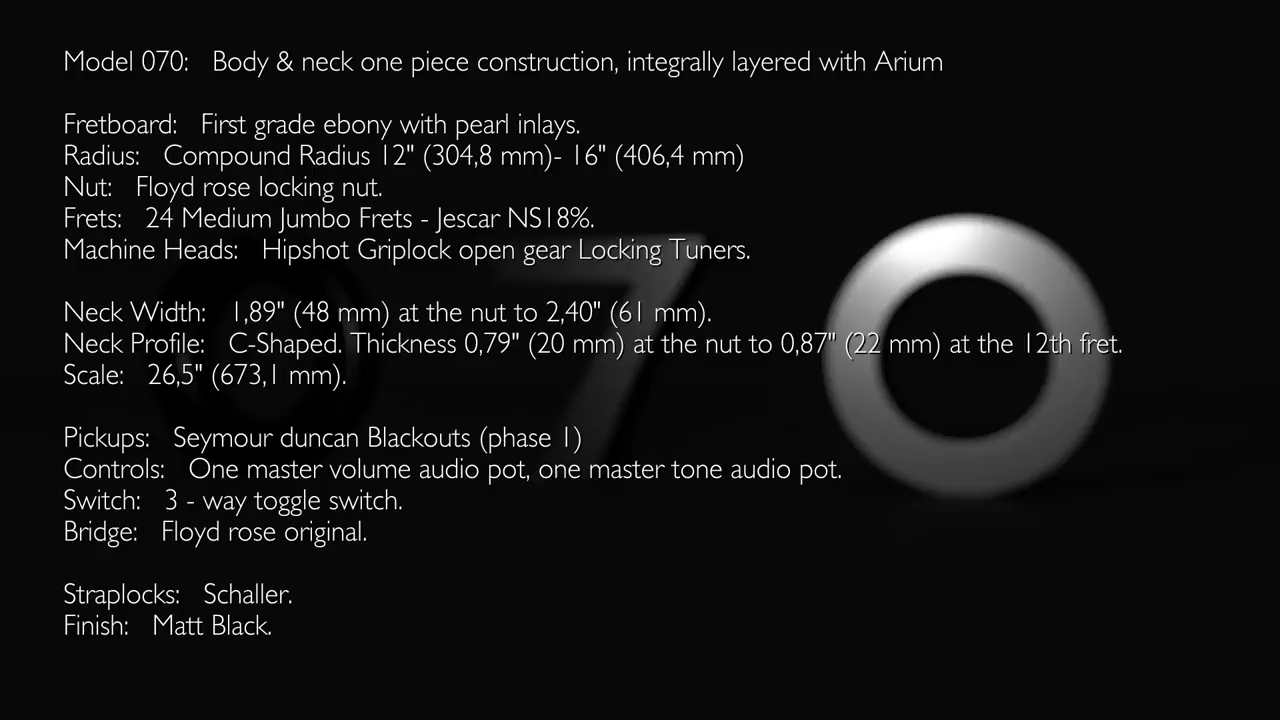 Model 070: Body & neck one piece construction, integrally layered with Arium
Fretboard: First grade ebony with pearl inlays.
Radius: Compound Radius 12" (304,8 mm)- 16" (406,4 mm)
Nut: Floyd rose locking nut.
Frets: 24 Medium Jumbo Frets - Jescar NS18%.
Machine Heads: Hipshot Griplock open gear Locking Tuners.
Neck Width: 1,89" (48 mm) at the nut to 2,40" (61 mm).
Neck Profile: C-Shaped. Thickness 0,79" (20 mm) at the nut to 0,87" (22 mm) at the 12th fret.
Scale: 26,5" (673,1 mm).
Pickups: Seymour duncan Blackouts (phase 1)
Controls: One master volume audio pot, one master tone audio pot.
Switch: 3 - way toggle switch.
Bridge: Floyd rose original.
Straplocks: Schaller.
Finish: Matt Black.
070